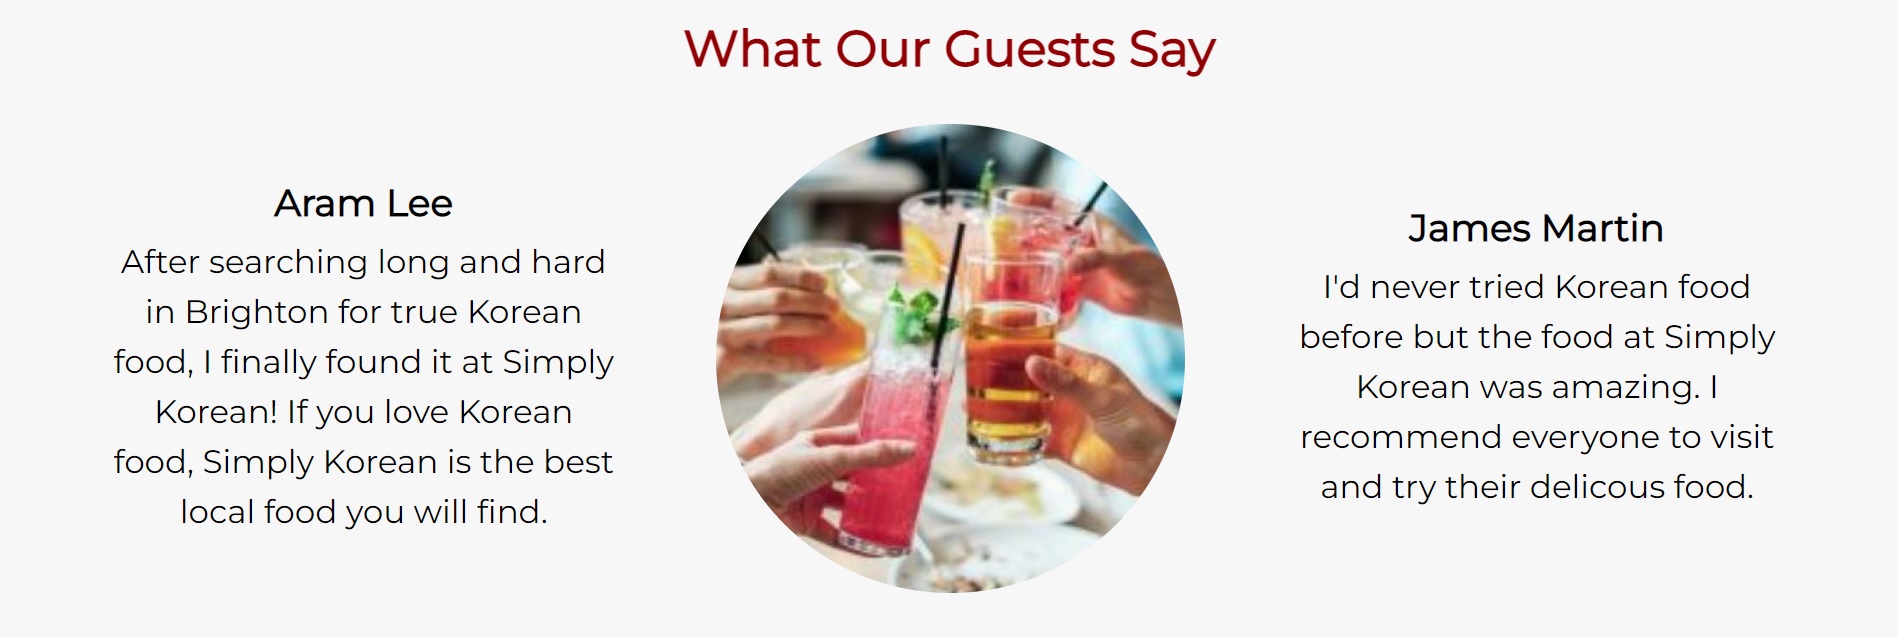 What Our Guests Say
Aram Lee
After searching long and hard
in Brighton for true Korean
food, I finally found it at Simply
Korean! If you love Korean
food, Simply Korean is the best
local food you will find.
James Martin
I'd never tried Korean food
before but the food at Simply
Korean was amazing. I
recommend everyone to visit
and try their delicous food.